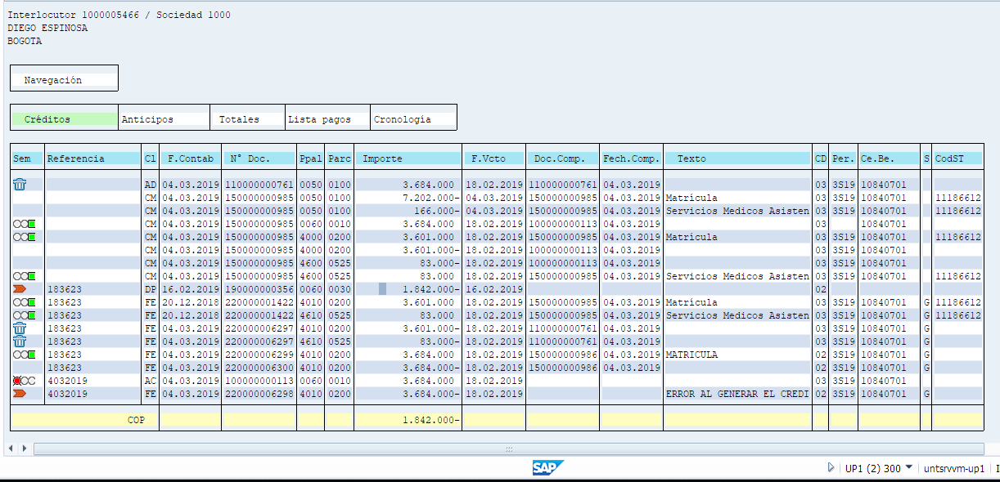 Interlocutor 1000005466 / Sociedad 1000
DIEGO ESPINOSA
BOGOTA
Navegación
Créditos Anticipos Totales Lista pagos Cronología
Sem Referencia Cl F.Contab N° Doc. Ppal Parc Importe F.Vcto Doc.Comp. Fech.Comp. Texto CD Per. Ce.Be. S CodST
AD 04.03.2019 110000000761 0050 0100 3.684.000 18.02.2019 110000000761 04.03.2019 03 3S19 10840701
CM 04.03.2019 150000000985 0050 0100 7.202.000- 04.03.2019 150000000985 04.03.2019 Matrícula 03 3S19 10840701 11186612
CM 04.03.2019 150000000985 0050 0100 166.000- 04.03.2019 150000000985 04.03.2019 Servicios Medicos Asisten 03 3S19 10840701 11186612
CM 04.03.2019 150000000985 0060 0010 3.684.000 18.02.2019 100000000113 04.03.2019 03 10840701
CM 04.03.2019 150000000985 4000 0200 3.601.000 18.02.2019 150000000985 04.03.2019 Matrícula 03 3S19 10840701 11186612
CM 04.03.2019 150000000985 4000 0200 3.601.000- 18.02.2019 100000000113 04.03.2019 03 3S19 10840701
CM 04.03.2019 150000000985 4600 0525 83.000- 18.02.2019 100000000113 04.03.2019 03 3S19 10840701
CM 04.03.2019 150000000985 4600 0525 83.000 18.02.2019 150000000985 04.03.2019 Servicios Medicos Asisten 03 3S19 10840701 11186612
183623 DP 16.02.2019 190000000356 0060 0030 1.842.000- 16.02.2019 02
183623 FE 20.12.2018 220000001422 4010 0200 3.601.000 18.02.2019 150000000985 04.03.2019 Matrícula 03 3S19 10840701 G 11186612
183623 FE 20.12.2018 220000001422 4610 0525 83.000 18.02.2019 150000000985 04.03.2019 Servicios Medicos Asisten 03 3S19 10840701 G 11186612
183623 FE 04.03.2019 220000006297 4010 0200 3.601.000- 18.02.2019 110000000761 04.03.2019 03 3S19 10840701 G
183623 FE 04.03.2019 220000006297 4610 0525 83.000- 18.02.2019 110000000761 04.03.2019 03 3S19 10840701 G
183623 FE 04.03.2019 220000006299 4010 0200 3.684.000 18.02.2019 150000000986 04.03.2019 MATRICULA 02 3S19 10840701 G
183623 FE 04.03.2019 220000006300 4010 0200 3.684.000- 18.02.2019 150000000986 04.03.2019 02 3S19 10840701 G
4032019 AC 04.03.2019 100000000113 0060 0010 3.684.000 18.02.2019 03 3S19 10840701
4032019 FE 04.03.2019 220000006298 4010 0200 3.684.000- 18.02.2019 ERROR AL GENERAR EL CREDI 02 3S19 10840701 G
COP 1.842.000-
SAP UP1 (2) 300 untsrvvm-up1